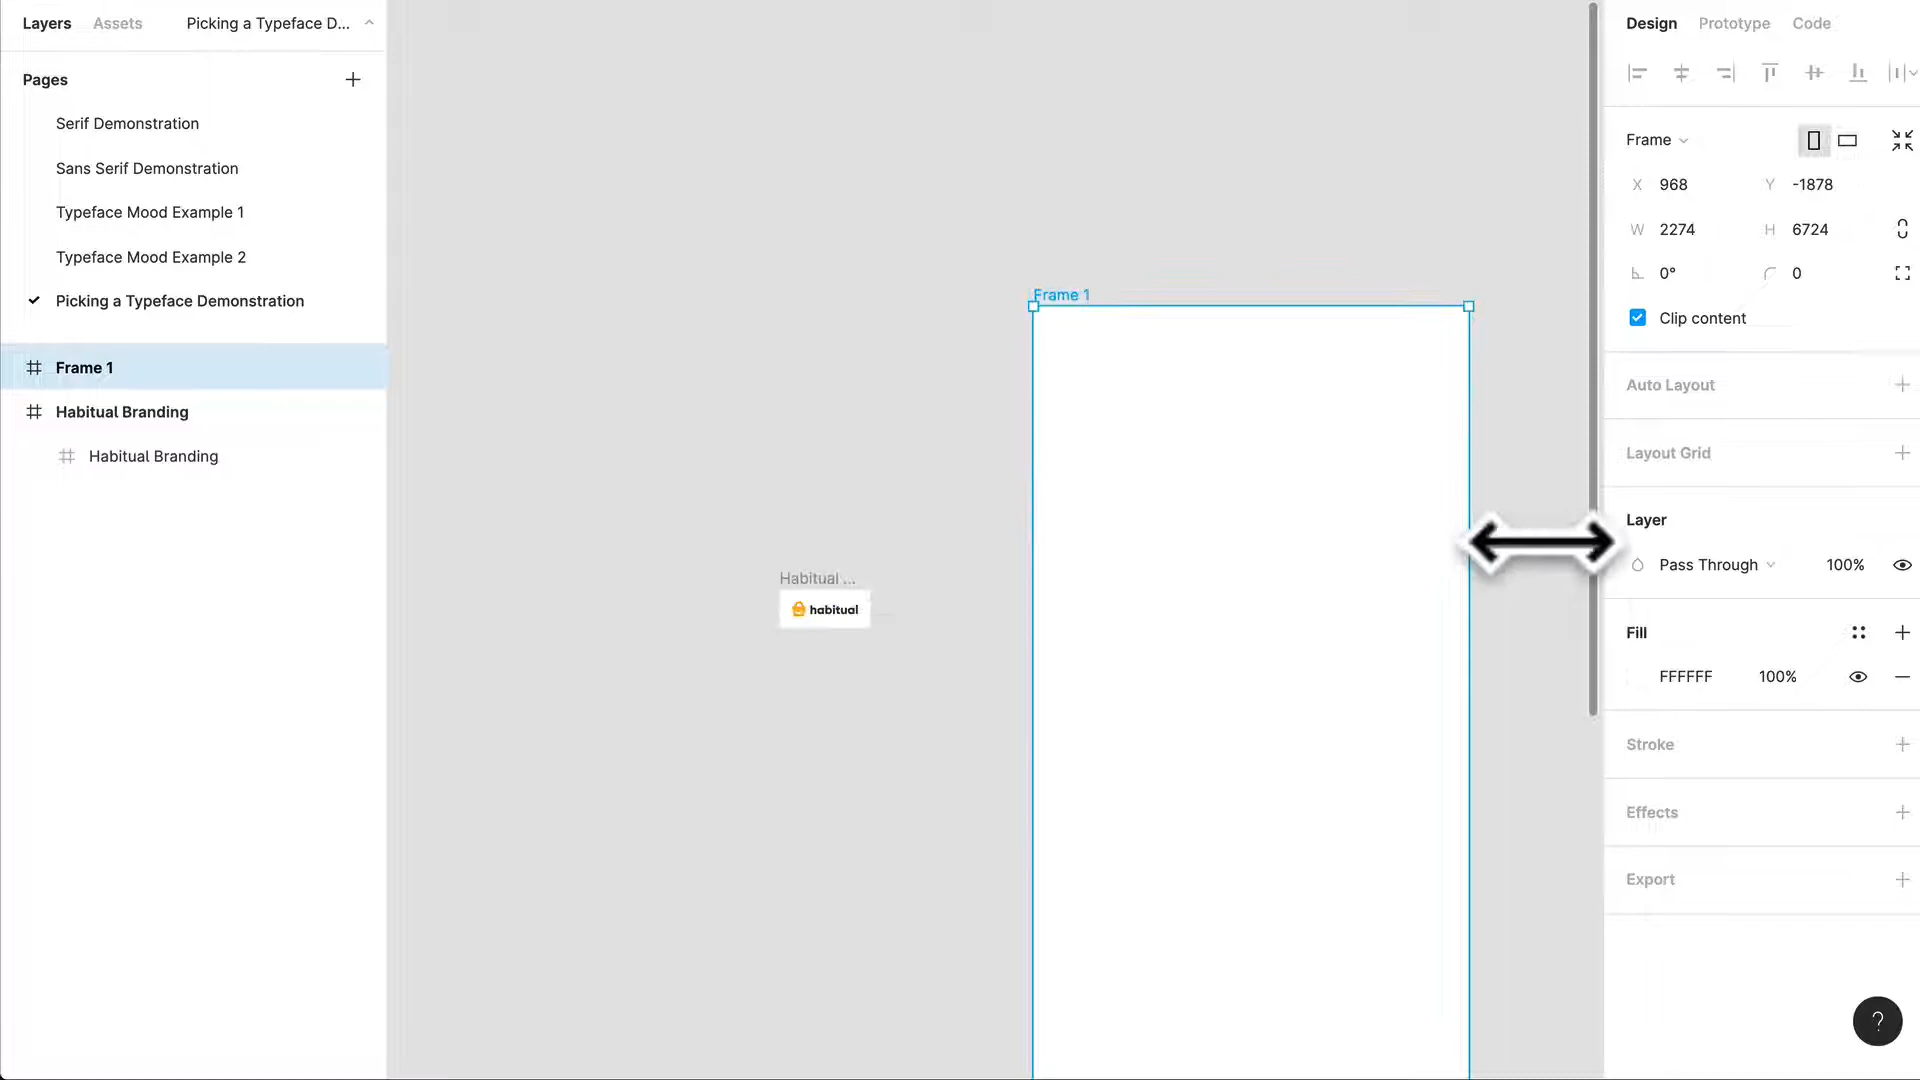 Layers Assets Picking a Typeface D...
Pages
Serif Demonstration
Sans Serif Demonstration
Typeface Mood Example 1
Typeface Mood Example 2
Picking a Typeface Demonstration
Frame 1
Habitual Branding
Habitual Branding
Frame 1
Habitual ...
habitual
Design Prototype Code
Frame
X 968 Y -1878
W 2274 H 6724
0° 0
Clip content
Auto Layout
Layout Grid
Layer
Pass Through 100%
Fill
FFFFFF 100%
Stroke
Effects
Export
?